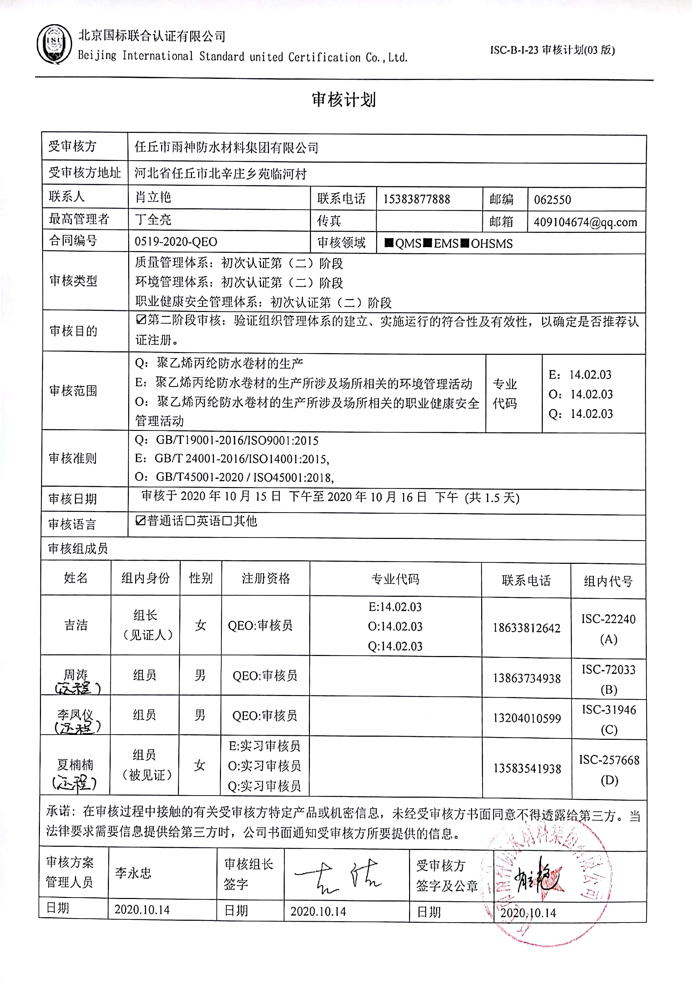 ISC
北京国标联合认证有限公司
Beijing International Standard united Certification Co.,Ltd.
ISC-B-I-23 审核计划(03 版)
审核计划
受审核方 任丘市雨神防水材料集团有限公司
受审核方地址 河北省任丘市北辛庄乡苑临河村
联系人 肖立艳 联系电话 15383877888 邮编 062550
最高管理者 丁全亮 传真 邮箱 409104674@qq.com
合同编号 0519-2020-QEO 审核领域 ■QMS■EMS■OHSMS
审核类型
质量管理体系：初次认证第（二）阶段
环境管理体系：初次认证第（二）阶段
职业健康安全管理体系：初次认证第（二）阶段
审核目的
☑第二阶段审核：验证组织管理体系的建立、实施运行的符合性及有效性，以确定是否推荐认
证注册。
审核范围
Q：聚乙烯丙纶防水卷材的生产
E：聚乙烯丙纶防水卷材的生产所涉及场所相关的环境管理活动
O：聚乙烯丙纶防水卷材的生产所涉及场所相关的职业健康安全
管理活动
专业
代码
E：14.02.03
O：14.02.03
Q：14.02.03
审核准则
Q：GB/T19001-2016/ISO9001:2015
E：GB/T 24001-2016/ISO14001:2015,
O：GB/T45001-2020 / ISO45001:2018,
审核日期 审核于 2020 年 10 月 15 日 下午至 2020 年 10 月 16 日 下午 (共 1.5 天)
审核语言 ☑普通话□英语□其他
审核组成员
姓名 组内身份 性别 注册资格 专业代码 联系电话 组内代号
吉洁
组长
（见证人）
女
QEO:审核员
E:14.02.03
O:14.02.03
Q:14.02.03
18633812642
ISC-22240
(A)
周涛
(远程)
组员
男
QEO:审核员
13863734938
ISC-72033
(B)
李凤仪
(远程)
组员
男
QEO:审核员
13204010599
ISC-31946
(C)
夏楠楠
(远程)
组员
（被见证）
女
E:实习审核员
O:实习审核员
Q:实习审核员
13583541938
ISC-257668
(D)
承诺：在审核过程中接触的有关受审核方特定产品或机密信息，未经受审核方书面同意不得透露给第三方。当
法律要求需要信息提供给第三方时，公司书面通知受审核方所要提供的信息。
审核方案
管理人员
李永忠
审核组长
签字
吉洁
受审核方
签字及公章
肖立艳
日期 2020.10.14 日期 2020.10.14 日期 2020.10.14